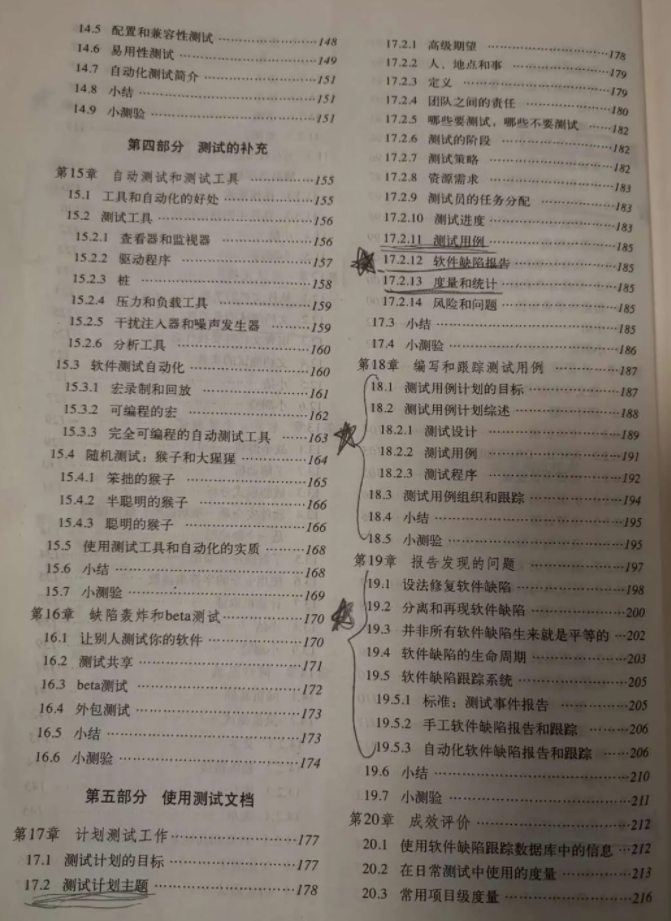 14.5 配置和兼容性测试 ……………… 148
14.6 易用性测试 ……………… 149
14.7 自动化测试简介 ……………… 151
14.8 小结 ……………… 151
14.9 小测验 ……………… 151
第四部分 测试的补充
第15章 自动测试和测试工具 ………… 155
15.1 工具和自动化的好处 ………… 155
15.2 测试工具 ……………… 156
15.2.1 查看器和监视器 ………… 156
15.2.2 驱动程序 ……………… 157
15.2.3 桩 ……………… 158
15.2.4 压力和负载工具 ………… 159
15.2.5 干扰注入器和噪声发生器 ……… 159
15.2.6 分析工具 ……………… 160
15.3 软件测试自动化 ……………… 160
15.3.1 宏录制和回放 ………… 161
15.3.2 可编程的宏 ……………… 162
15.3.3 完全可编程的自动测试工具 …… 163
15.4 随机测试：猴子和大猩猩 ………… 164
15.4.1 笨拙的猴子 ……………… 165
15.4.2 半聪明的猴子 ………… 166
15.4.3 聪明的猴子 ……………… 166
15.5 使用测试工具和自动化的实质 ……… 168
15.6 小结 ……………… 168
15.7 小测验 ……………… 169
第16章 缺陷轰炸和beta测试 ………… 170
16.1 让别人测试你的软件 ………… 170
16.2 测试共享 ……………… 171
16.3 beta测试 ……………… 172
16.4 外包测试 ……………… 173
16.5 小结 ……………… 173
16.6 小测验 ……………… 174
第五部分 使用测试文档
第17章 计划测试工作 ……………… 177
17.1 测试计划的目标 ……………… 177
17.2 测试计划主题 ……………… 178
17.2.1 高级期望 ……………… 178
17.2.2 人、地点和事 ……………… 179
17.2.3 定义 ……………… 179
17.2.4 团队之间的责任 ………… 180
17.2.5 哪些要测试，哪些不要测试 …… 182
17.2.6 测试的阶段 ……………… 182
17.2.7 测试策略 ……………… 182
17.2.8 资源需求 ……………… 183
17.2.9 测试员的任务分配 ………… 183
17.2.10 测试进度 ……………… 183
17.2.11 测试用例 ……………… 185
17.2.12 软件缺陷报告 ………… 185
17.2.13 度量和统计 ……………… 185
17.2.14 风险和问题 ……………… 185
17.3 小结 ……………… 185
17.4 小测验 ……………… 186
第18章 编写和跟踪测试用例 ………… 187
18.1 测试用例计划的目标 ………… 187
18.2 测试用例计划综述 ………… 188
18.2.1 测试设计 ……………… 189
18.2.2 测试用例 ……………… 191
18.2.3 测试程序 ……………… 192
18.3 测试用例组织和跟踪 ………… 194
18.4 小结 ……………… 195
18.5 小测验 ……………… 195
第19章 报告发现的问题 ………… 197
19.1 设法修复软件缺陷 ………… 198
19.2 分离和再现软件缺陷 ………… 200
19.3 并非所有软件缺陷生来就是平等的 … 202
19.4 软件缺陷的生命周期 ………… 203
19.5 软件缺陷跟踪系统 ………… 205
19.5.1 标准：测试事件报告 ……… 205
19.5.2 手工软件缺陷报告和跟踪 …… 206
19.5.3 自动化软件缺陷报告和跟踪 …… 206
19.6 小结 ……………… 210
19.7 小测验 ……………… 211
第20章 成效评价 ……………… 212
20.1 使用软件缺陷跟踪数据库中的信息 … 212
20.2 在日常测试中使用的度量 ……… 213
20.3 常用项目级度量 ……………… 216